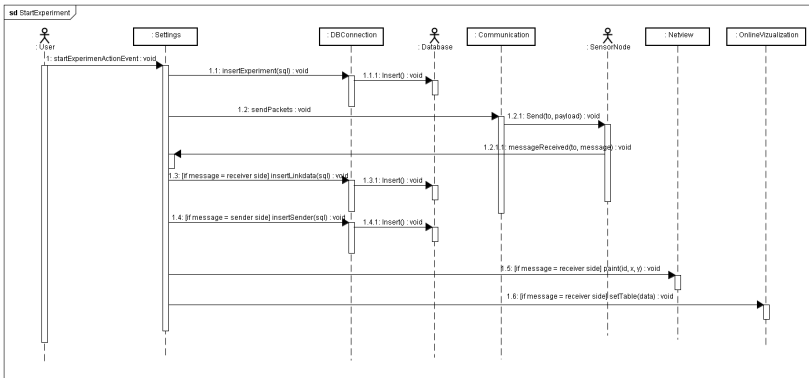 sd StartExperiment
: User
: Settings
: DBConnection
: Database
: Communication
: SensorNode
: Netview
: OnlineVizualization
1: startExperimenActionEvent : void
1.1: insertExperiment(sql) : void
1.1.1: Insert() : void
1.2: sendPackets : void
1.2.1: Send(to, payload) : void
1.2.1.1: messageReceived(to, message) : void
1.3: [if message = receiver side] insertLinkdata(sql) : void
1.3.1: Insert() : void
1.4: [if message = sender side] insertSender(sql) : void
1.4.1: Insert() : void
1.5: [if message = receiver side] paint(id, x, y) : void
1.6: [if message = receiver side] setTable(data) : void